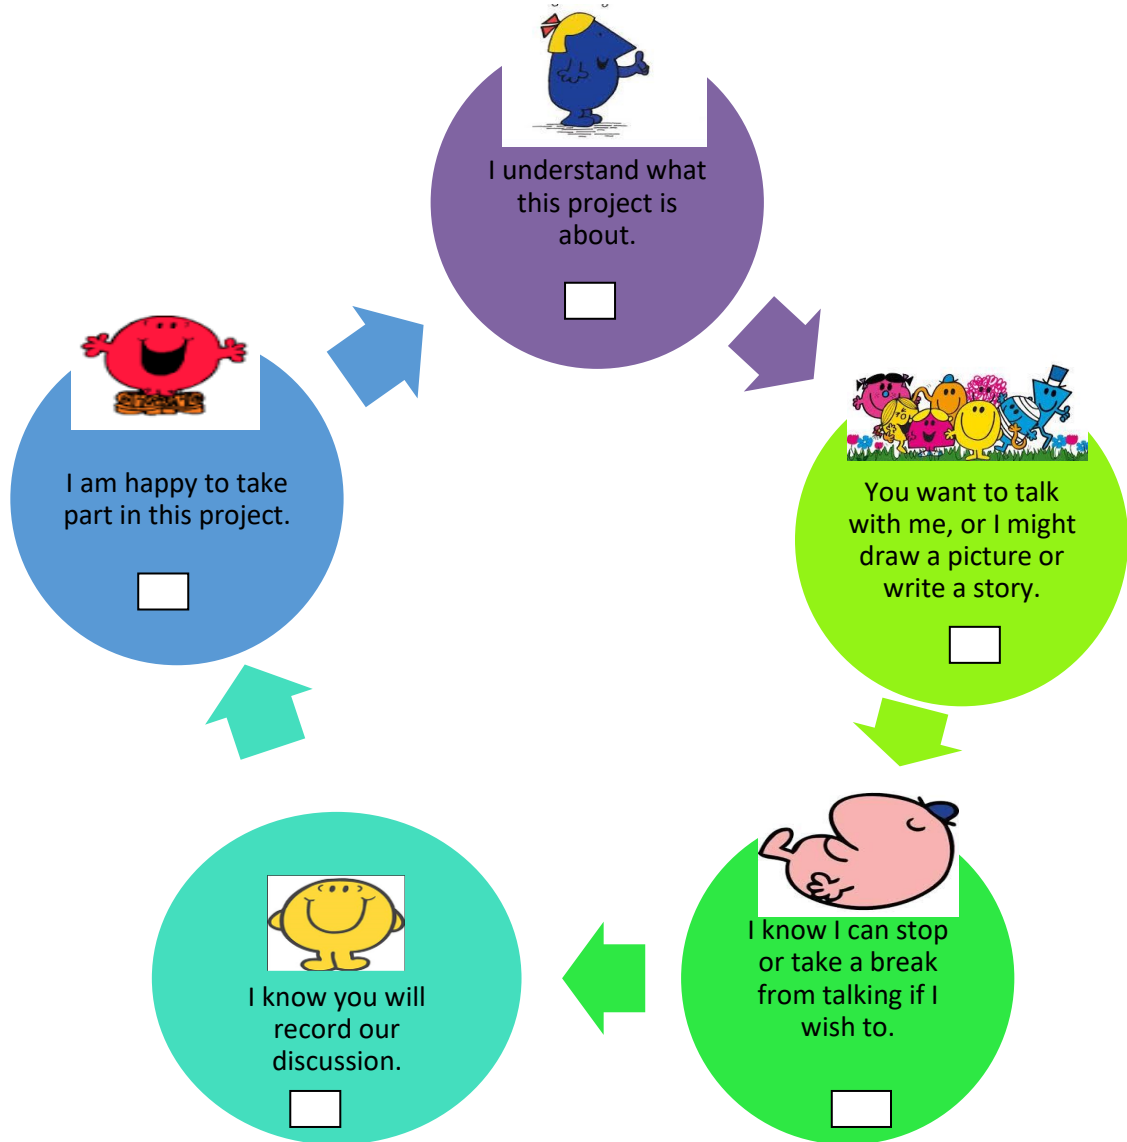 I understand what
this project is
about.
You want to talk
with me, or I might
draw a picture or
write a story.
I know I can stop
or take a break
from talking if I
wish to.
I know you will
record our
discussion.
I am happy to take
part in this project.